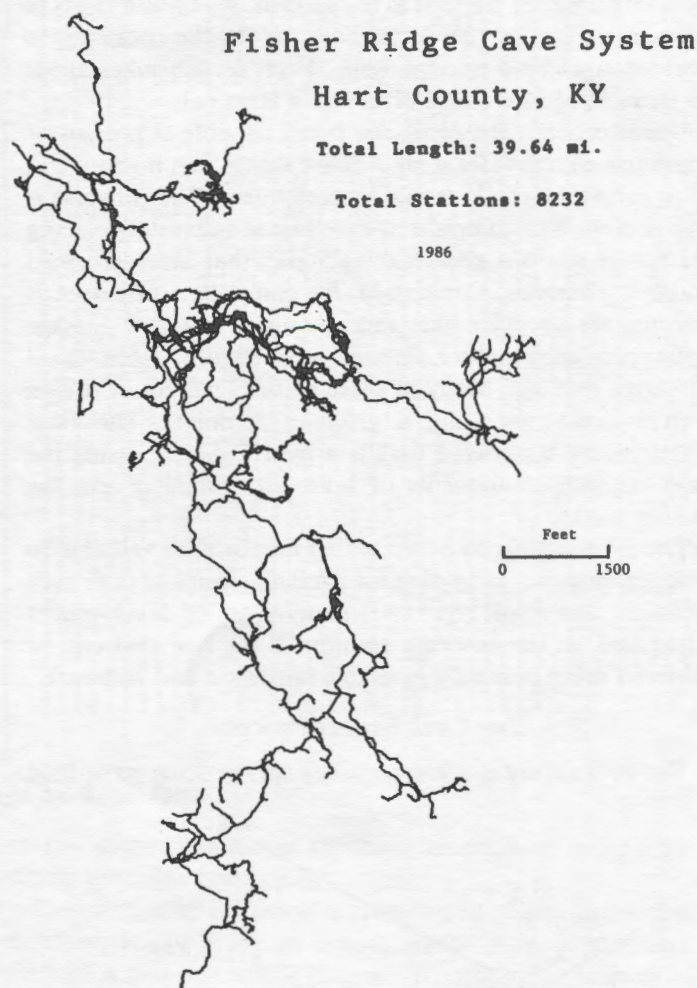 Fisher Ridge Cave System
Hart County, KY
Total Length: 39.64 mi.
Total Stations: 8232
1986
Feet
0 1500